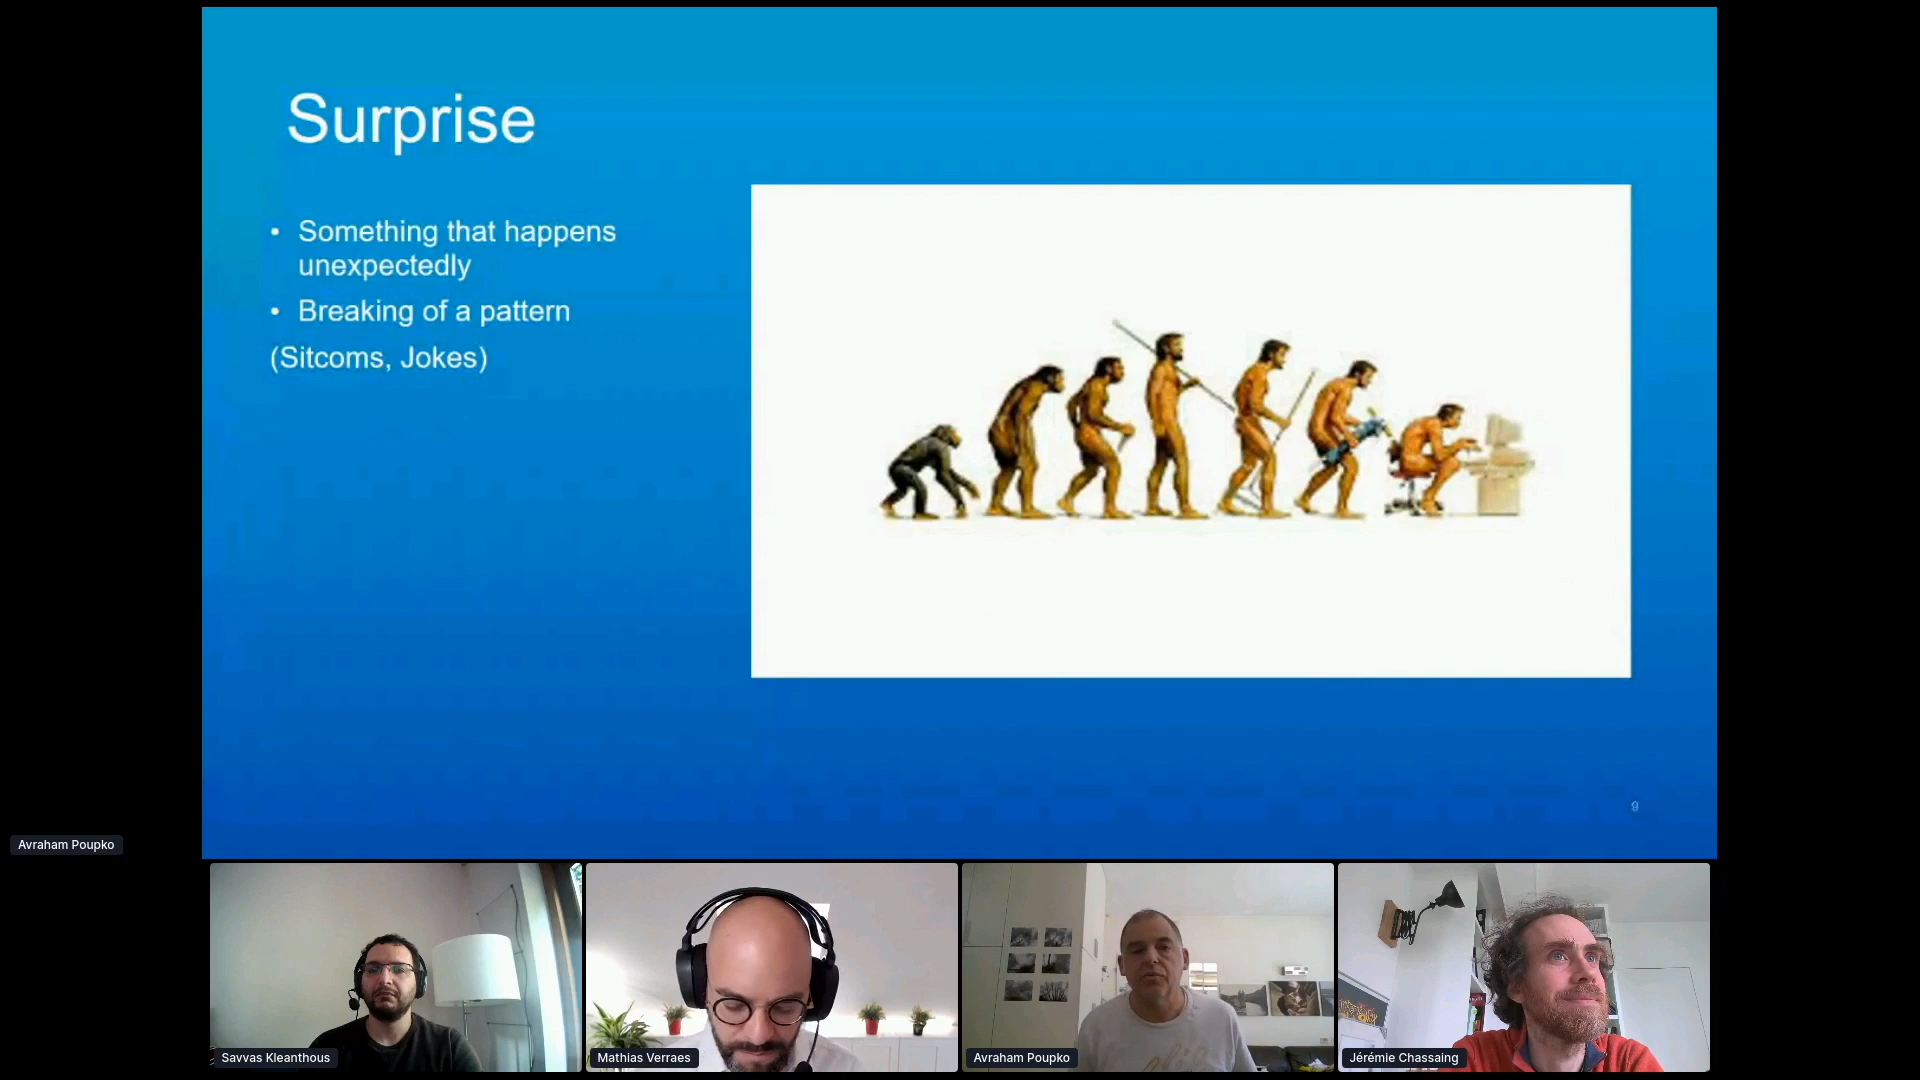 Surprise
• Something that happens
unexpectedly
• Breaking of a pattern
(Sitcoms, Jokes)
9
Avraham Poupko
Savvas Kleanthous
Mathias Verraes
Avraham Poupko
Jérémie Chassaing